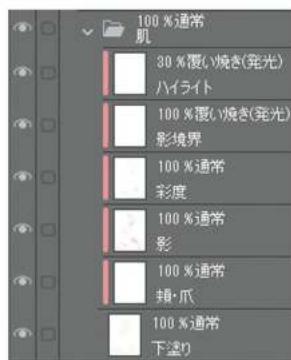 100 %通常
肌
30 %覆い焼き(発光)
ハイライト
100 %覆い焼き(発光)
影境界
100 %通常
彩度
100 %通常
影
100 %通常
頬・爪
100 %通常
下塗り